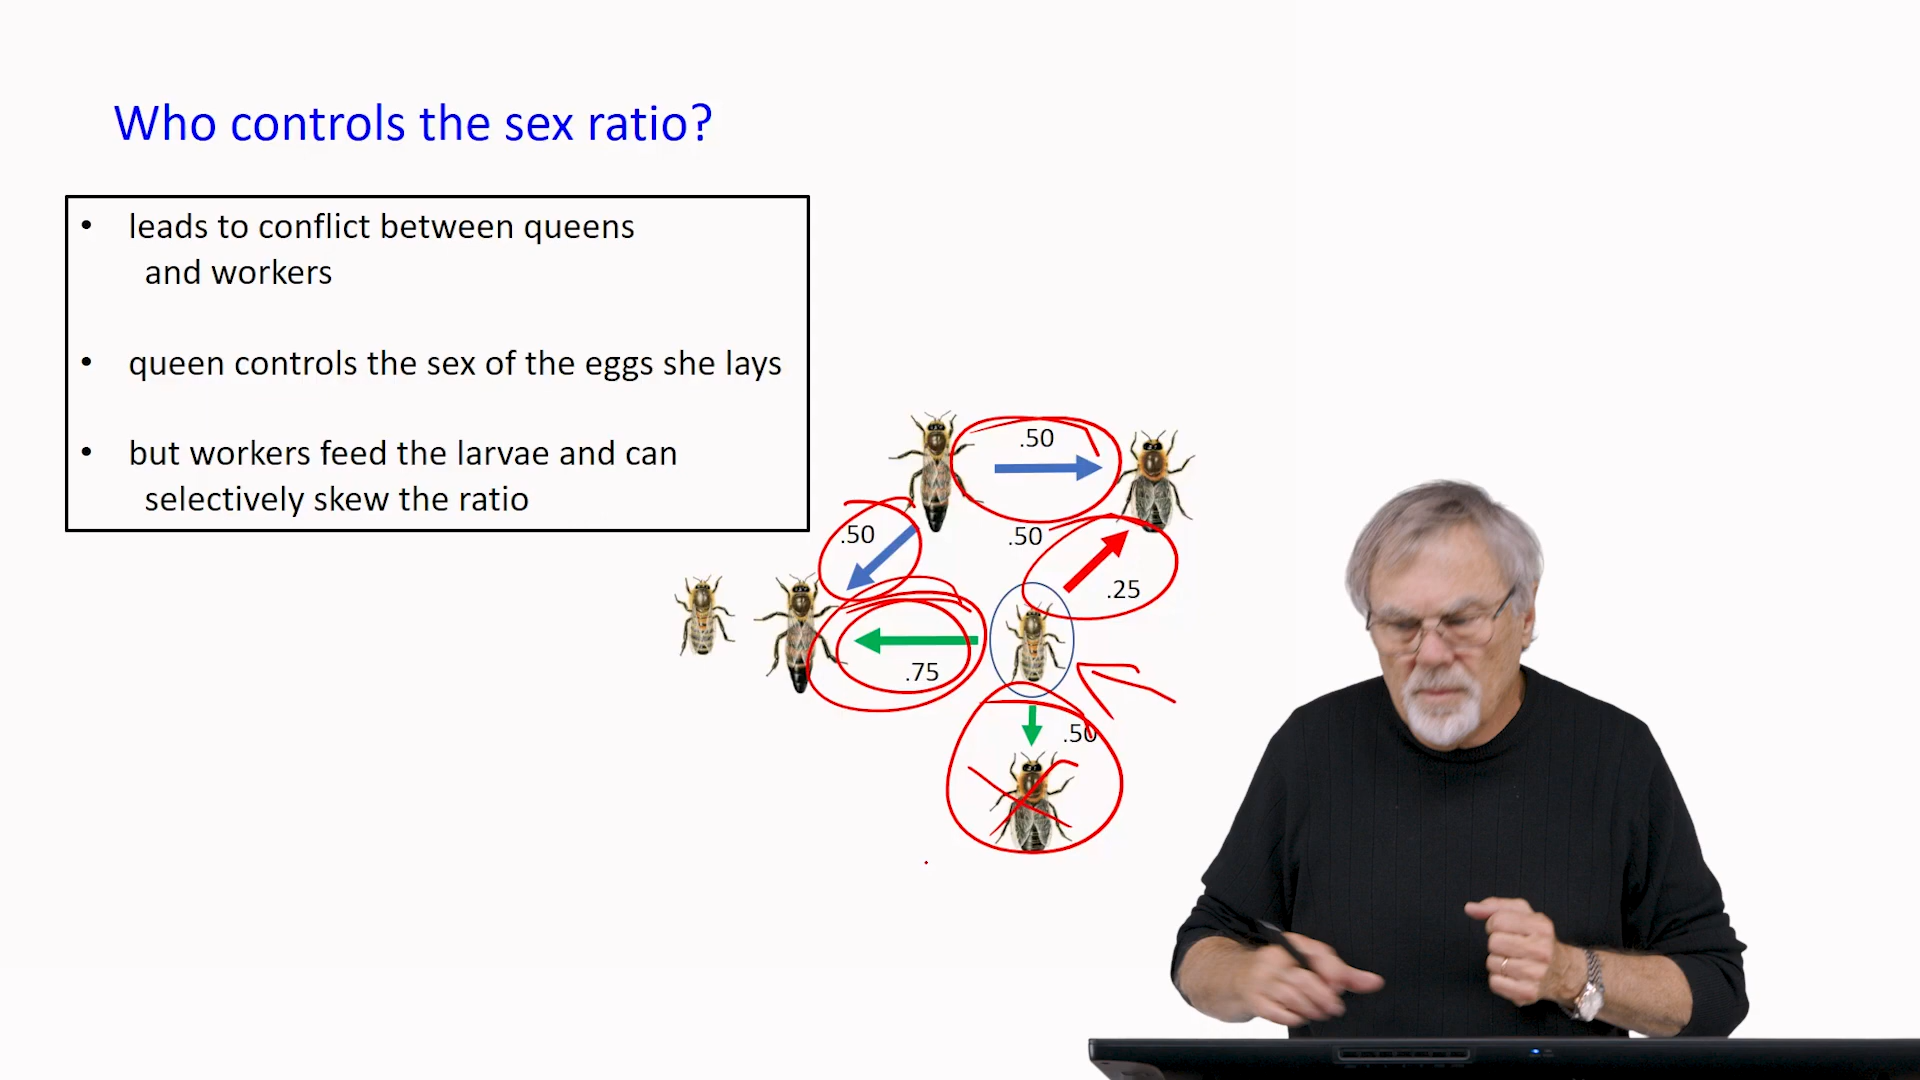 Who controls the sex ratio?
• leads to conflict between queens
and workers
• queen controls the sex of the eggs she lays
• but workers feed the larvae and can
selectively skew the ratio
.50
.50
.50
.25
.75
.50